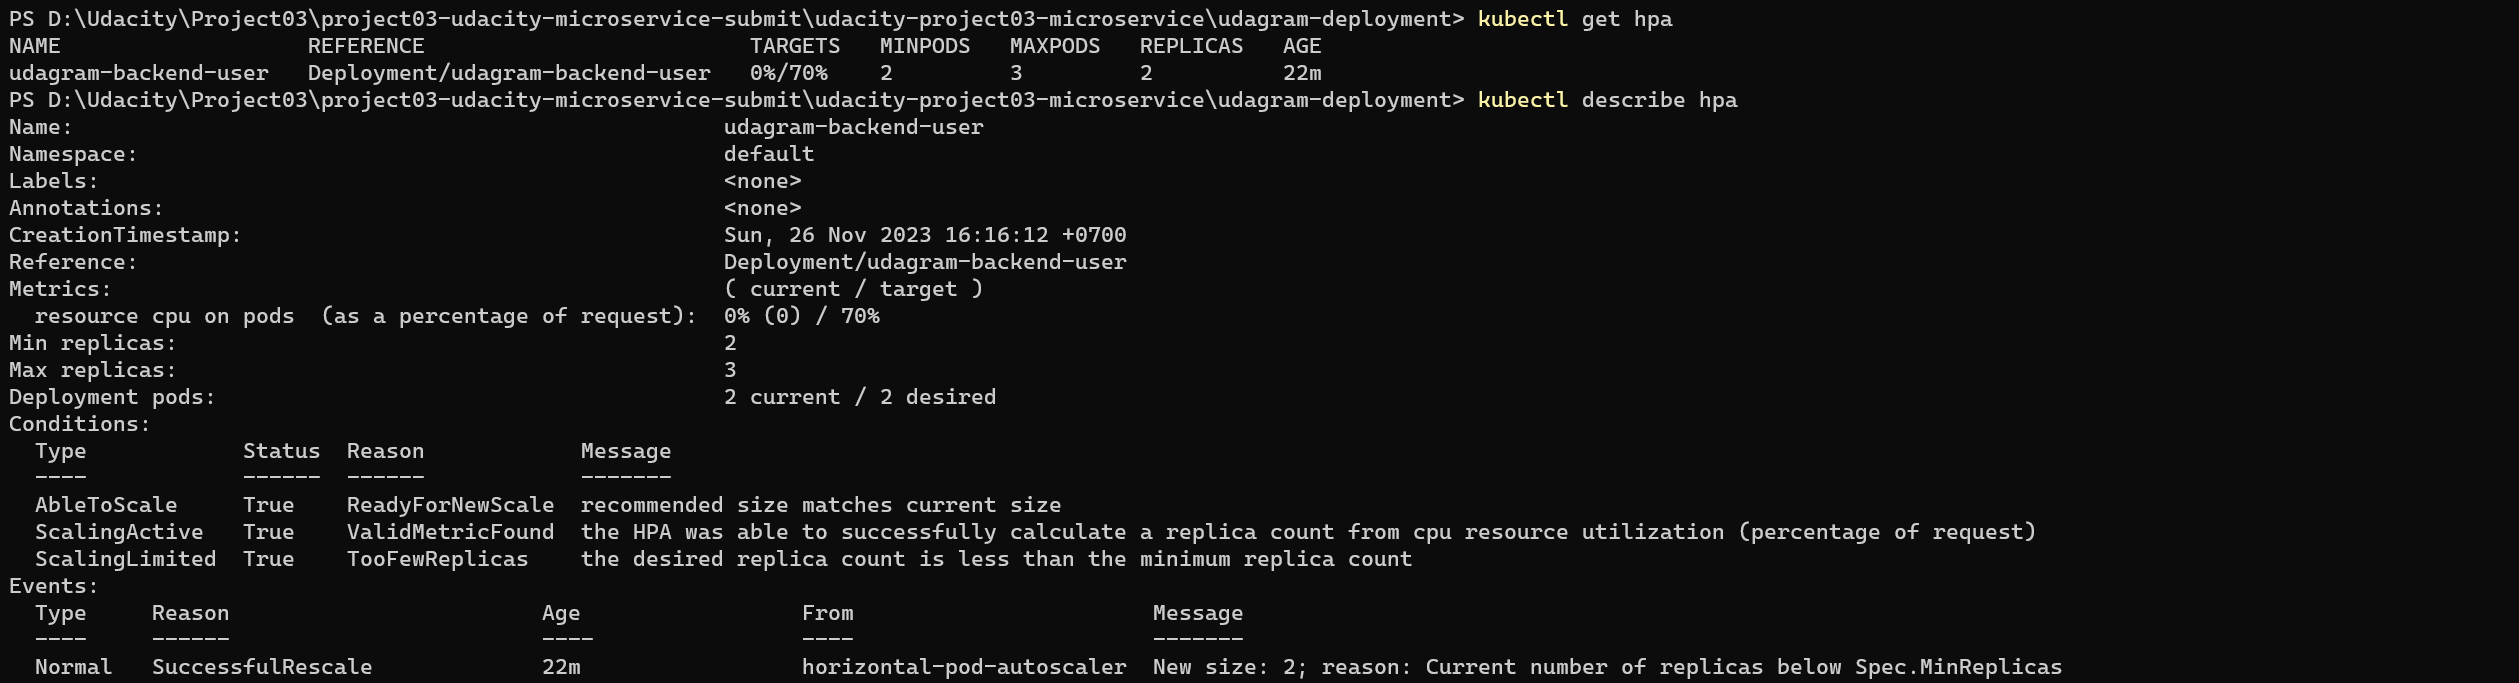 PS D:\Udacity\Project03\project03-udacity-microservice-submit\udacity-project03-microservice\udagram-deployment> kubectl get hpa
NAME                   REFERENCE                         TARGETS   MINPODS   MAXPODS   REPLICAS   AGE
udagram-backend-user   Deployment/udagram-backend-user   0%/70%    2         3         2          22m
PS D:\Udacity\Project03\project03-udacity-microservice-submit\udacity-project03-microservice\udagram-deployment> kubectl describe hpa
Name:                                                  udagram-backend-user
Namespace:                                             default
Labels:                                                <none>
Annotations:                                           <none>
CreationTimestamp:                                     Sun, 26 Nov 2023 16:16:12 +0700
Reference:                                             Deployment/udagram-backend-user
Metrics:                                               ( current / target )
  resource cpu on pods  (as a percentage of request):  0% (0) / 70%
Min replicas:                                          2
Max replicas:                                          3
Deployment pods:                                       2 current / 2 desired
Conditions:
  Type            Status  Reason            Message
  ----            ------  ------            -------
  AbleToScale     True    ReadyForNewScale  recommended size matches current size
  ScalingActive   True    ValidMetricFound  the HPA was able to successfully calculate a replica count from cpu resource utilization (percentage of request)
  ScalingLimited  True    TooFewReplicas    the desired replica count is less than the minimum replica count
Events:
  Type     Reason                        Age                 From                       Message
  ----     ------                        ----                ----                       -------
  Normal   SuccessfulRescale             22m                 horizontal-pod-autoscaler  New size: 2; reason: Current number of replicas below Spec.MinReplicas